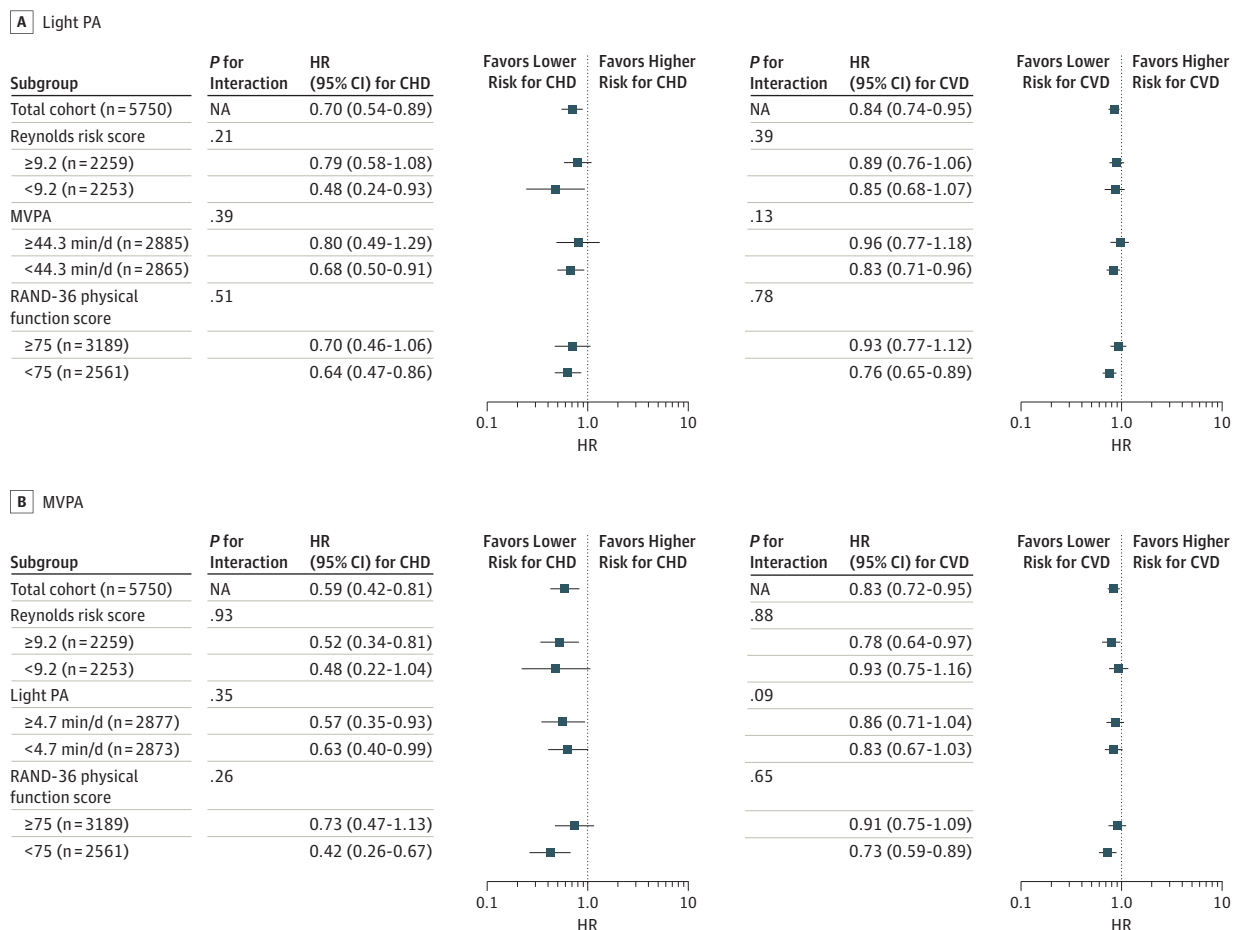 A Light PA
Subgroup P for Interaction HR (95% CI) for CHD Favors Lower Risk for CHD Favors Higher Risk for CHD P for Interaction HR (95% CI) for CVD Favors Lower Risk for CVD Favors Higher Risk for CVD
Total cohort (n=5750) NA 0.70 (0.54-0.89) NA 0.84 (0.74-0.95)
Reynolds risk score .21 .39
≥9.2 (n=2259) 0.79 (0.58-1.08) 0.89 (0.76-1.06)
<9.2 (n=2253) 0.48 (0.24-0.93) 0.85 (0.68-1.07)
MVPA .39 .13
≥44.3 min/d (n=2885) 0.80 (0.49-1.29) 0.96 (0.77-1.18)
<44.3 min/d (n=2865) 0.68 (0.50-0.91) 0.83 (0.71-0.96)
RAND-36 physical .51 .78
function score
≥75 (n=3189) 0.70 (0.46-1.06) 0.93 (0.77-1.12)
<75 (n=2561) 0.64 (0.47-0.86) 0.76 (0.65-0.89)
0.1 1.0 10 0.1 1.0 10
HR HR
B MVPA
Subgroup P for Interaction HR (95% CI) for CHD Favors Lower Risk for CHD Favors Higher Risk for CHD P for Interaction HR (95% CI) for CVD Favors Lower Risk for CVD Favors Higher Risk for CVD
Total cohort (n=5750) NA 0.59 (0.42-0.81) NA 0.83 (0.72-0.95)
Reynolds risk score .93 .88
≥9.2 (n=2259) 0.52 (0.34-0.81) 0.78 (0.64-0.97)
<9.2 (n=2253) 0.48 (0.22-1.04) 0.93 (0.75-1.16)
Light PA .35 .09
≥4.7 min/d (n=2877) 0.57 (0.35-0.93) 0.86 (0.71-1.04)
<4.7 min/d (n=2873) 0.63 (0.40-0.99) 0.83 (0.67-1.03)
RAND-36 physical .26 .65
function score
≥75 (n=3189) 0.73 (0.47-1.13) 0.91 (0.75-1.09)
<75 (n=2561) 0.42 (0.26-0.67) 0.73 (0.59-0.89)
0.1 1.0 10 0.1 1.0 10
HR HR